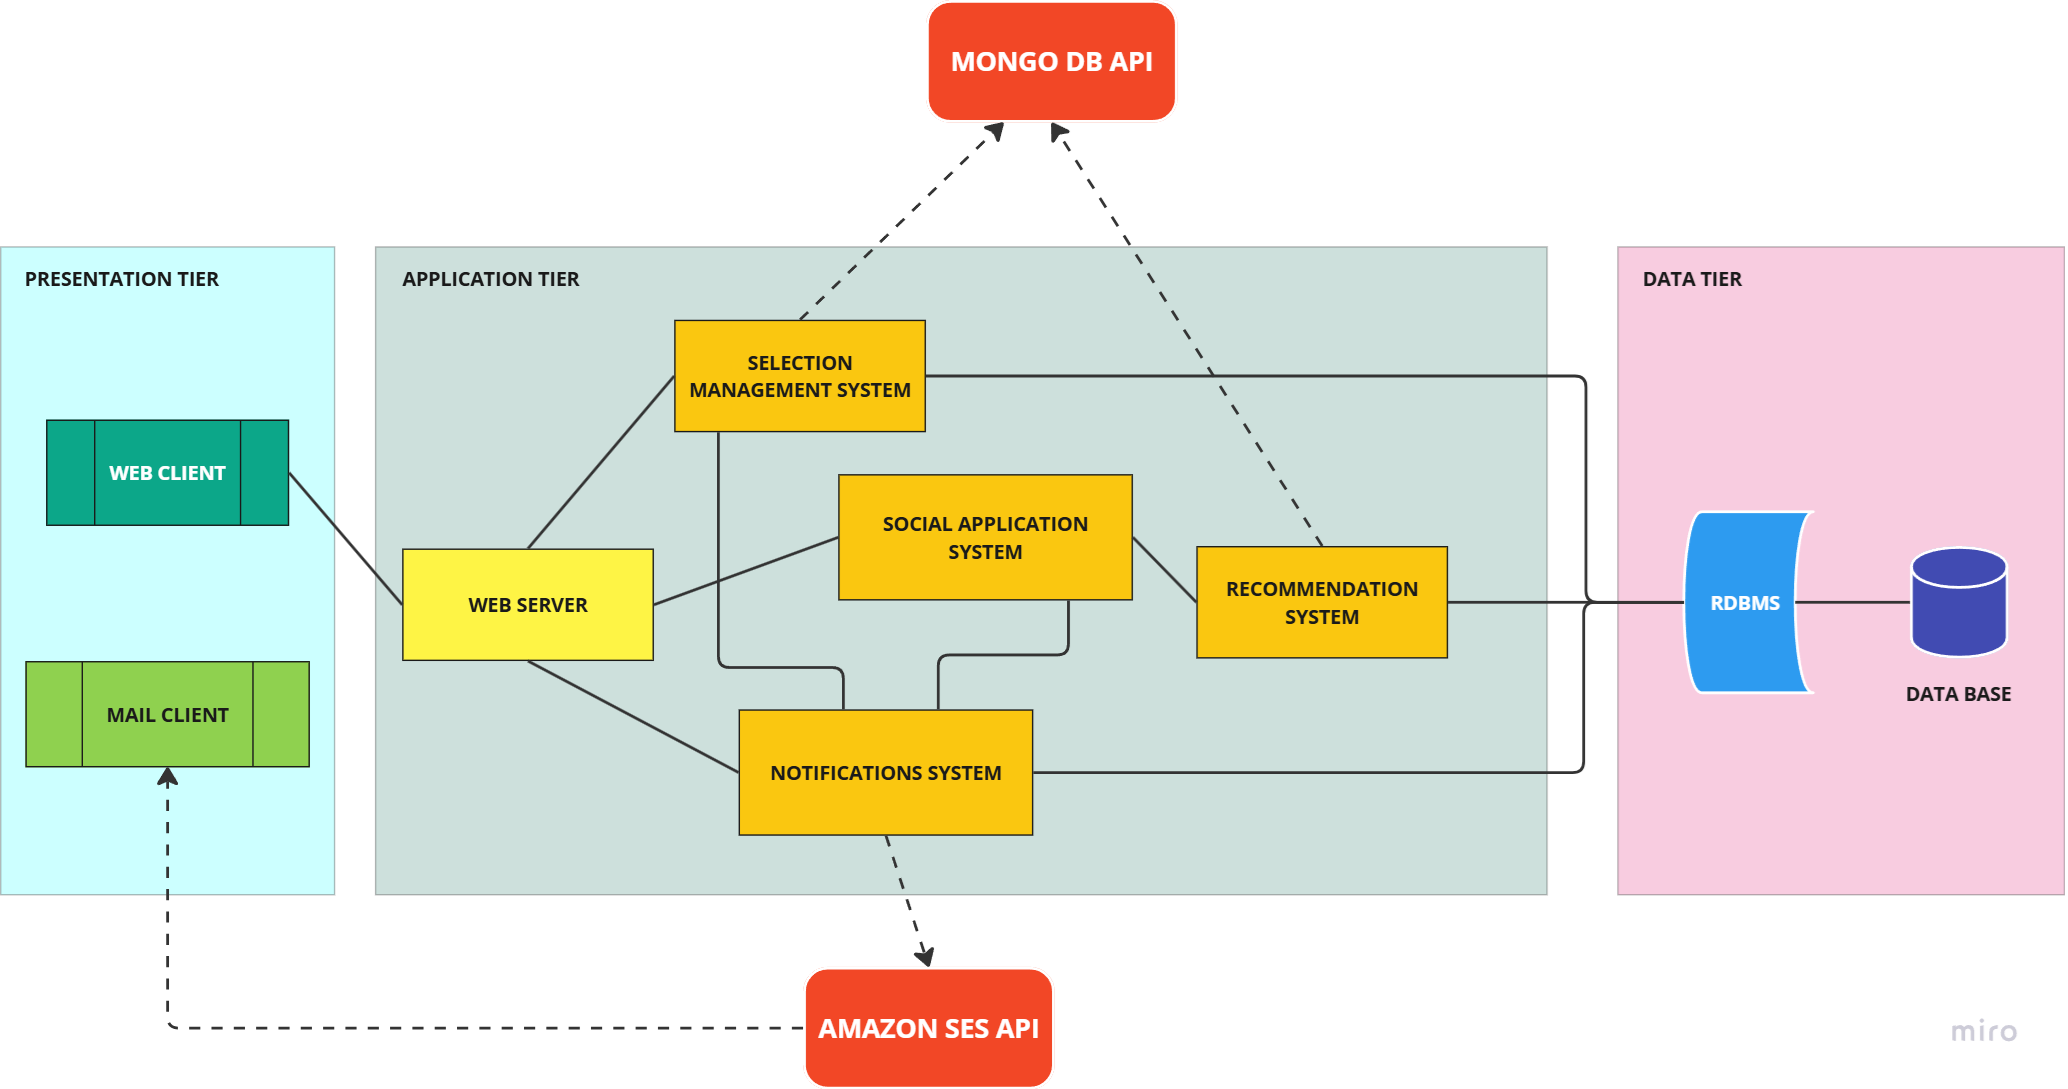 MONGO DB API
PRESENTATION TIER
APPLICATION TIER
DATA TIER
SELECTION
MANAGEMENT SYSTEM
WEB CLIENT
SOCIAL APPLICATION
SYSTEM
WEB SERVER
RECOMMENDATION
SYSTEM
RDBMS
DATA BASE
MAIL CLIENT
NOTIFICATIONS SYSTEM
AMAZON SES API
miro